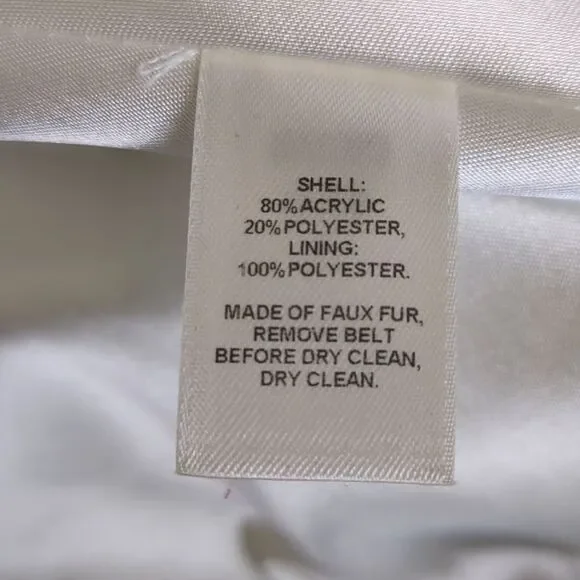 SHELL:
80% ACRYLIC
20% POLYESTER,
LINING:
100% POLYESTER.
MADE OF FAUX FUR,
REMOVE BELT
BEFORE DRY CLEAN,
DRY CLEAN.